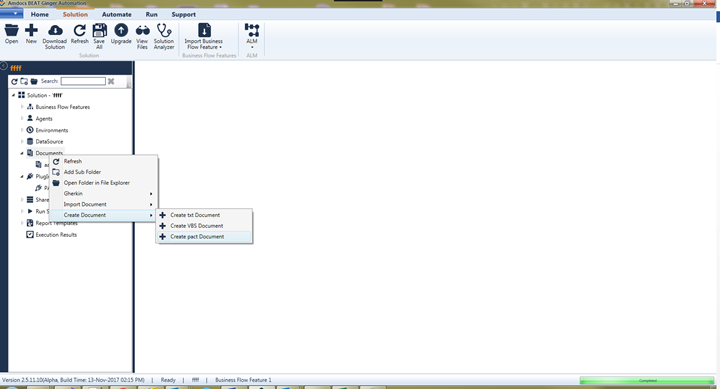 Amdocs BEAT Ginger Automation
Home Solution Automate Run Support
Open New Download Solution Refresh Save All Upgrade View Files Solution Analyzer Import Business Flow Feature ALM
Solution Business Flow Features ALM
ffff
Search:
Solution - 'ffff'
Business Flow Features
Agents
Environments
DataSource
Documents
Refresh
Add Sub Folder
Open Folder in File Explorer
Gherkin
Import Document
Create Document
Create txt Document
Create VBS Document
Create pact Document
Report Templates
Execution Results
Version 2.5.11.10(Alpha, Build Time: 13-Nov-2017 02:15 PM) | Ready | ffff | Business Flow Feature 1
Completed